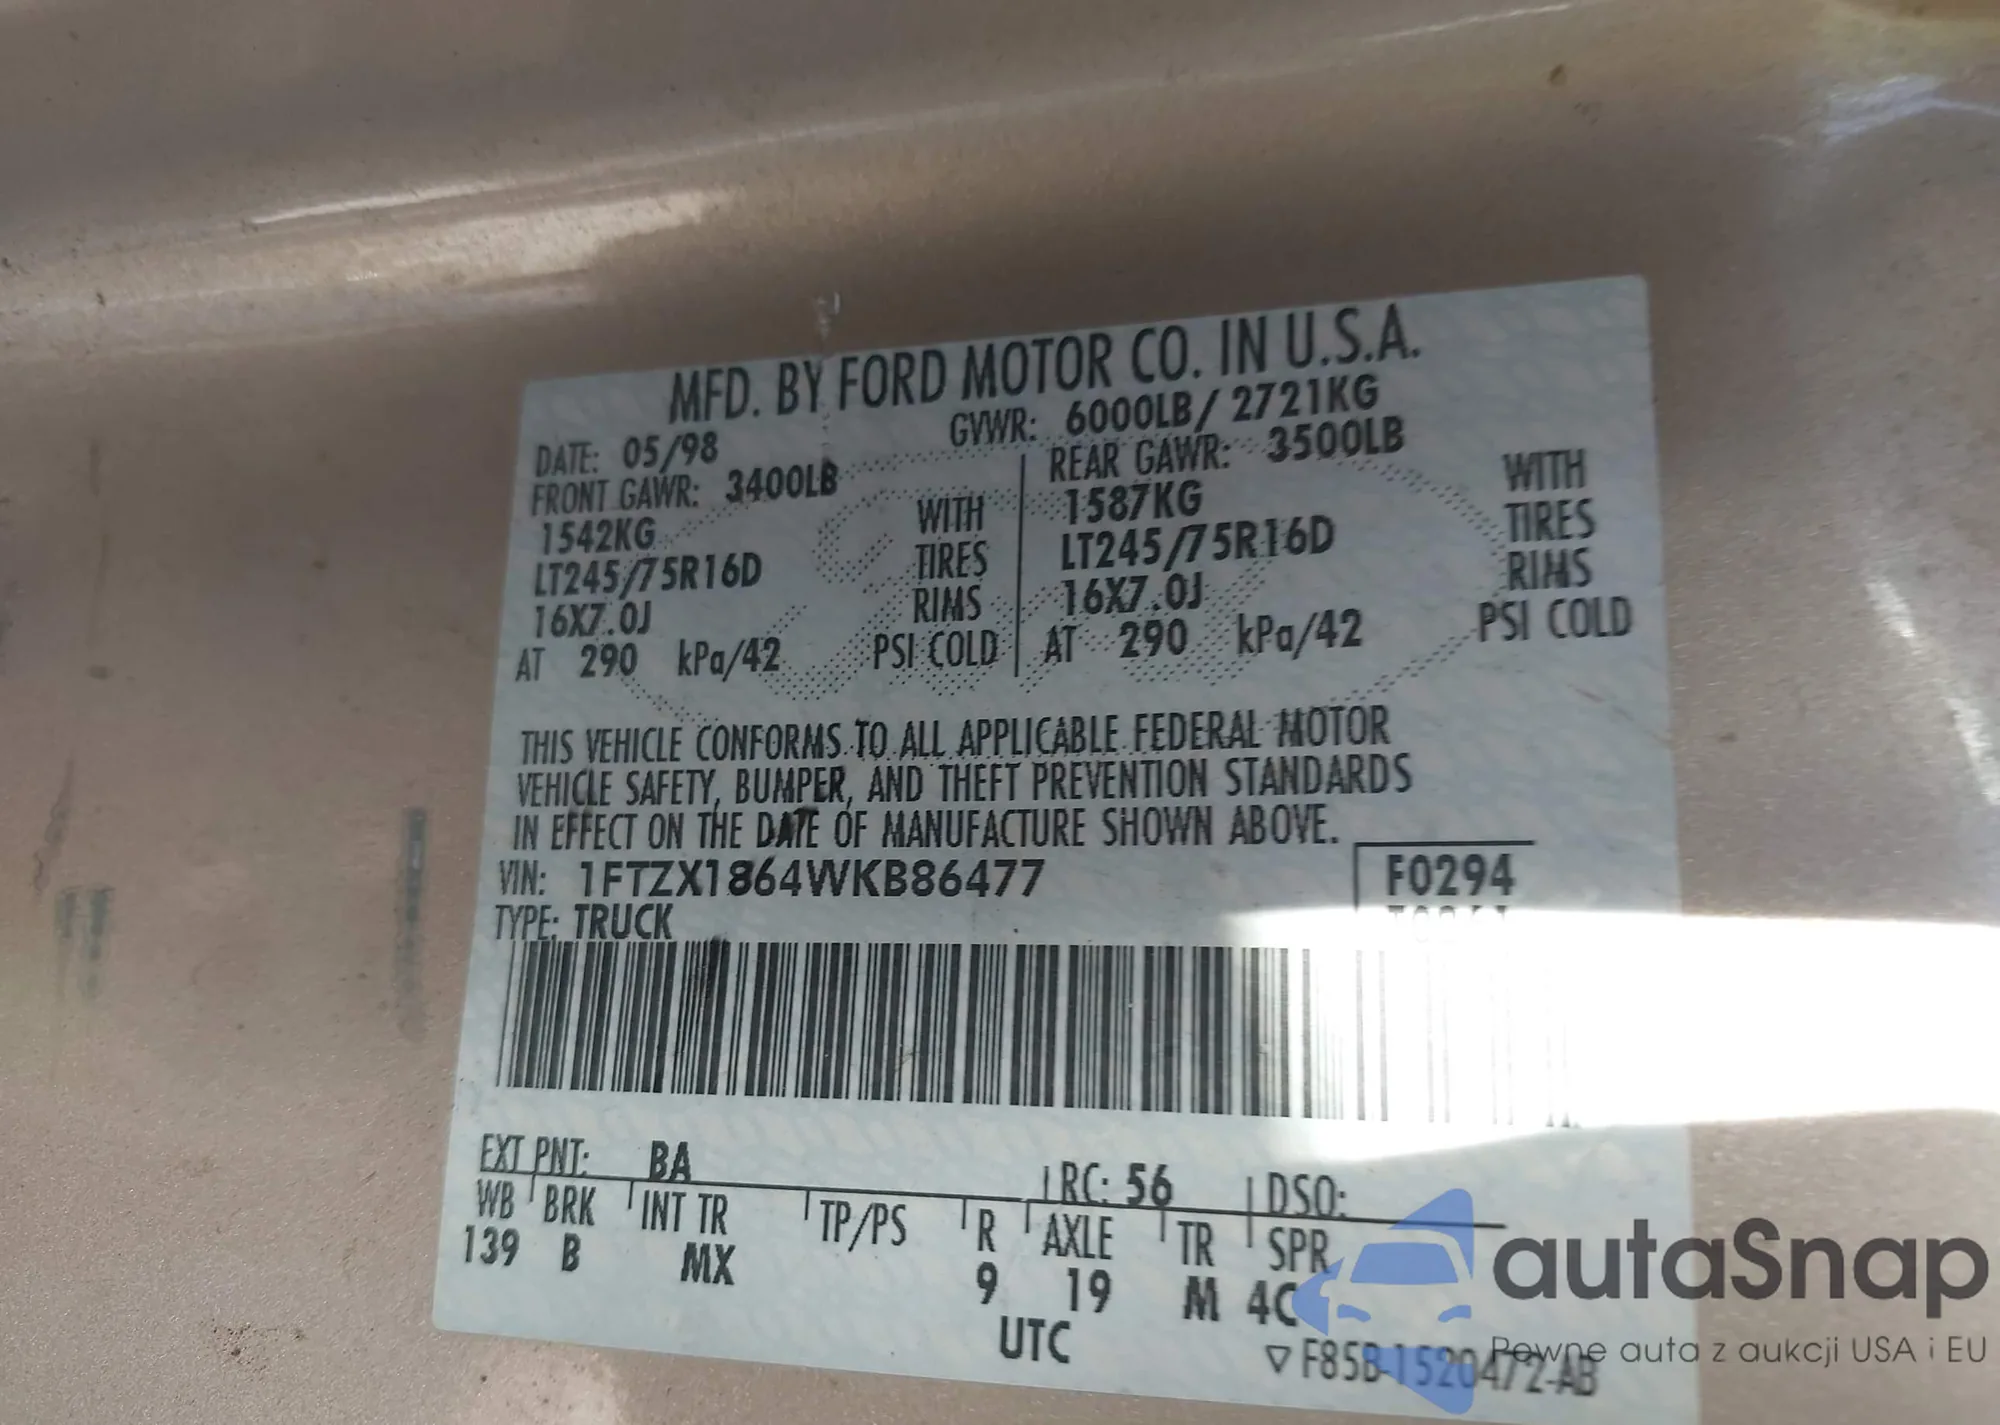 MFD. BY FORD MOTOR CO. IN U.S.A.
DATE: 05/98 GVWR: 6000LB/2721KG
FRONT GAWR: 3400LB REAR GAWR: 3500LB
1542KG WITH 1587KG WITH
LT245/75R16D TIRES LT245/75R16D TIRES
16X7.0J RIMS 16X7.0J RIMS
AT 290 kPa/42 PSI COLD AT 290 kPa/42 PSI COLD
THIS VEHICLE CONFORMS TO ALL APPLICABLE FEDERAL MOTOR
VEHICLE SAFETY, BUMPER, AND THEFT PREVENTION STANDARDS
IN EFFECT ON THE DATE OF MANUFACTURE SHOWN ABOVE.
VIN: 1FTZX1864WKB86477 F0294
TYPE: TRUCK
EXT PNT: BA RC: 56 DSO:
WB BRK INT TR TP/PS R AXLE TR SPR
139 B MX 9 19 M 4C
UTC
▽ F85B-1520472-AB
autaSnap
Pewne auta z aukcji USA i EU